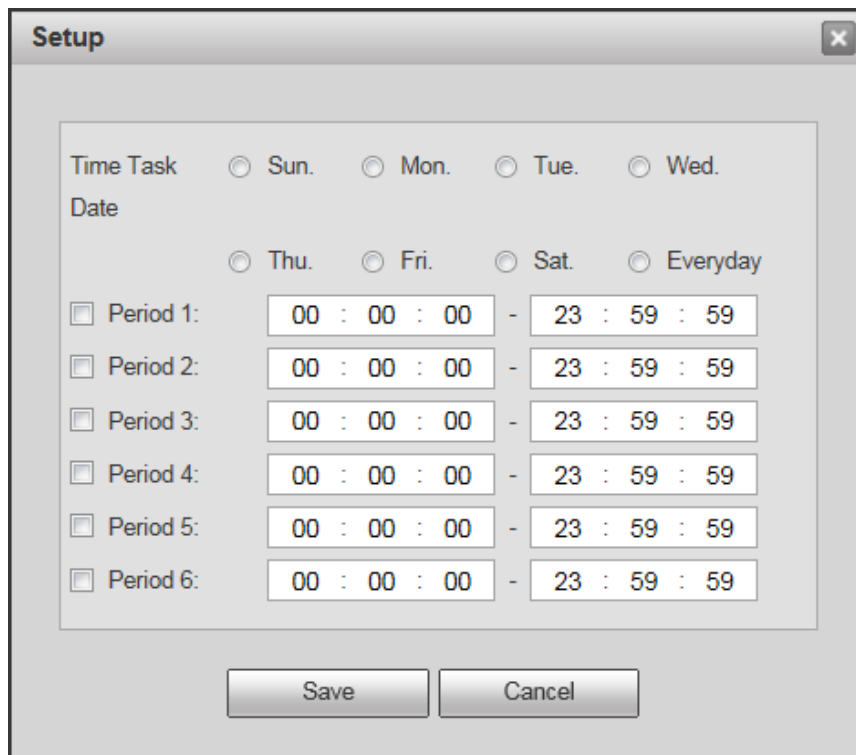 Setup
Time Task Sun. Mon. Tue. Wed.
Date
Thu. Fri. Sat. Everyday
Period 1: 00 : 00 : 00 - 23 : 59 : 59
Period 2: 00 : 00 : 00 - 23 : 59 : 59
Period 3: 00 : 00 : 00 - 23 : 59 : 59
Period 4: 00 : 00 : 00 - 23 : 59 : 59
Period 5: 00 : 00 : 00 - 23 : 59 : 59
Period 6: 00 : 00 : 00 - 23 : 59 : 59
Save Cancel